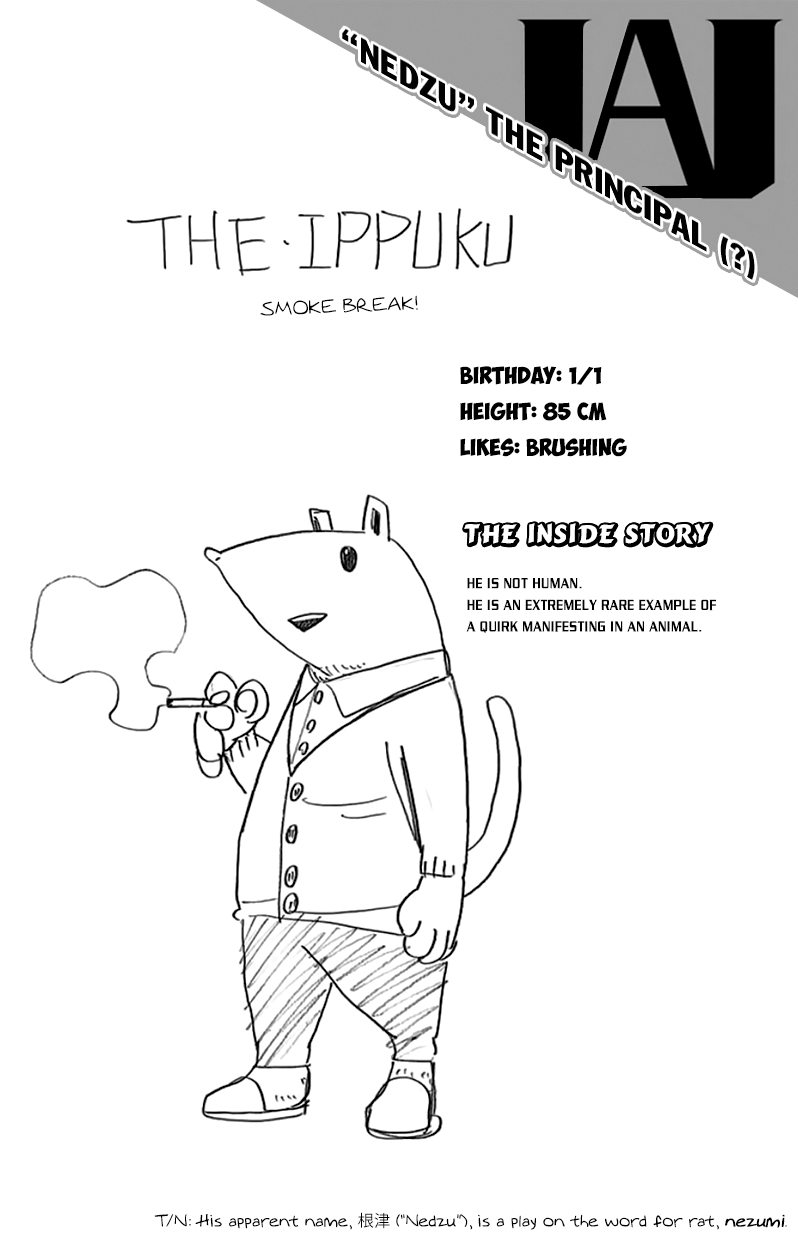 UA
“NEDZU” THE PRINCIPAL (?)
THE·IPPUKU
SMOKE BREAK!
BIRTHDAY: 1/1
HEIGHT: 85 CM
LIKES: BRUSHING
THE INSIDE STORY
HE IS NOT HUMAN.
HE IS AN EXTREMELY RARE EXAMPLE OF
A QUIRK MANIFESTING IN AN ANIMAL.
T/N: His apparent name, 根津 ("Nedzu"), is a play on the word for rat, nezumi.